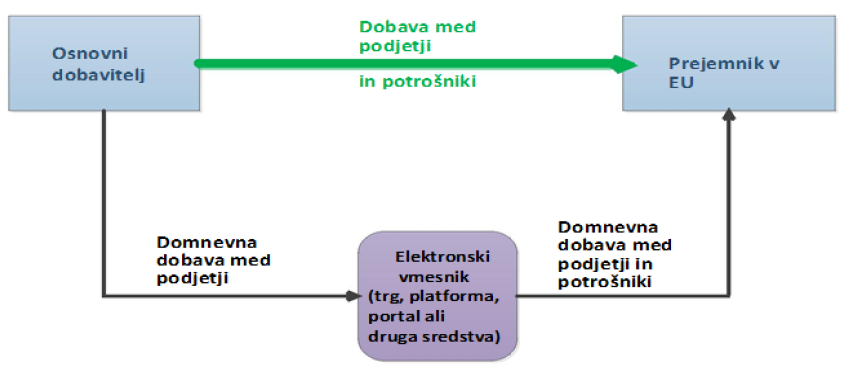 Dobava med
podjetji
in potrošniki
Osnovni
dobavitelj
Prejemnik v
EU
Domnevna
dobava med
podjetji
Elektronski
vmesnik
(trg, platforma,
portal ali
druga sredstva)
Domnevna
dobava med
podjetji in
potrošniki